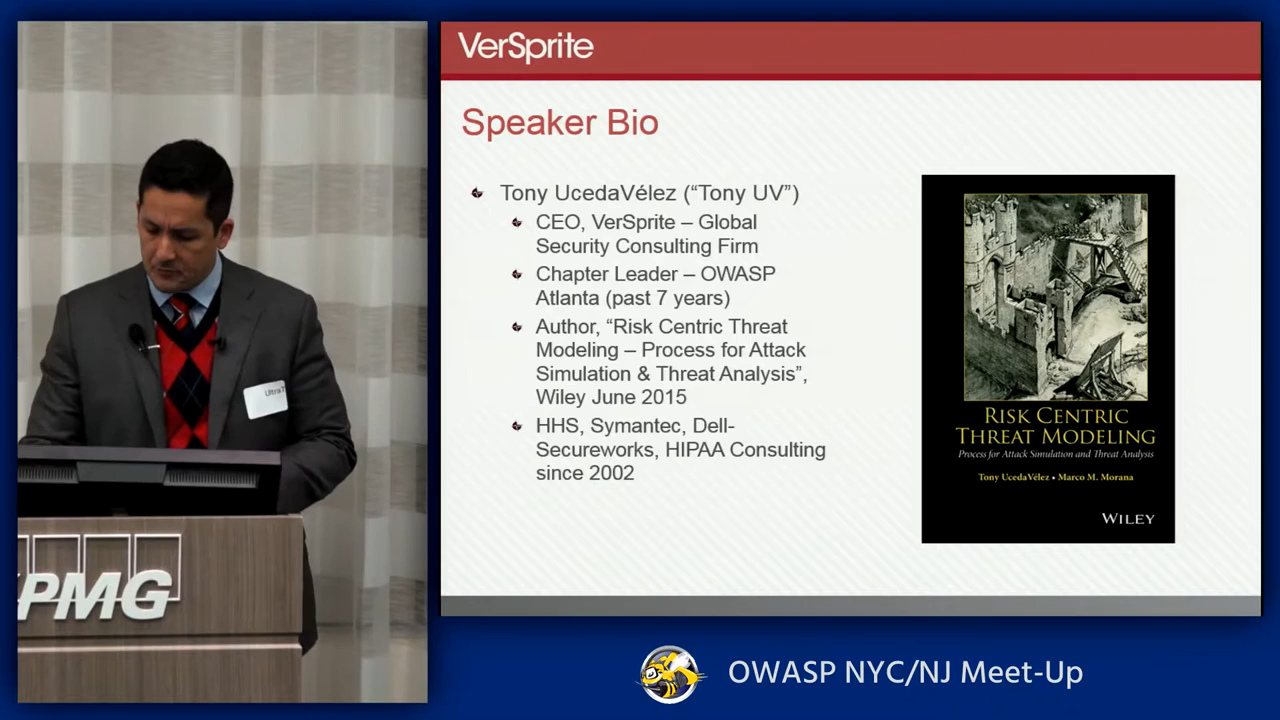 VerSprite
Speaker Bio
Tony UcedaVélez (“Tony UV”)
CEO, VerSprite – Global
Security Consulting Firm
Chapter Leader – OWASP
Atlanta (past 7 years)
Author, “Risk Centric Threat
Modeling – Process for Attack
Simulation & Threat Analysis”,
Wiley June 2015
HHS, Symantec, Dell-
Secureworks, HIPAA Consulting
since 2002
RISK CENTRIC
THREAT MODELING
Process for Attack Simulation and Threat Analysis
Tony UcedaVélez • Marco M. Morana
WILEY
Ultra
KPMG
OWASP NYC/NJ Meet-Up